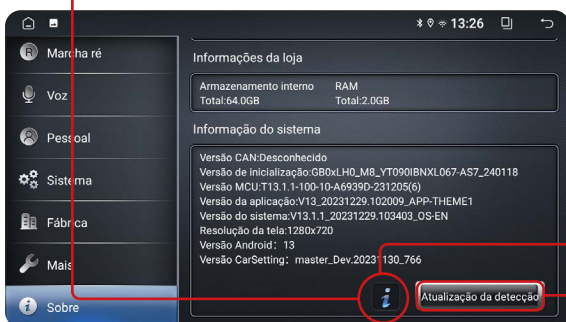 13:26
R Marcha ré
Voz
Pessoal
Sistema
Fábrica
Mais
i Sobre
Informações da loja
Armazenamento interno RAM
Total:64.0GB Total:2.0GB
Informação do sistema
Versão CAN:Desconhecido
Versão de inicialização:GB0xLH0_M8_YT090IBNXL067-AS7_240118
Versão MCU:T13.1.1-100-10-A6939D-231205(6)
Versão da aplicação:V13_20231229.102009_APP-THEME1
Versão do sistema:V13.1.1_20231229.103403_OS-EN
Resolução da tela:1280x720
Versão Android: 13
Versão CarSetting: master_Dev.20231130_766
i Atualização da detecção